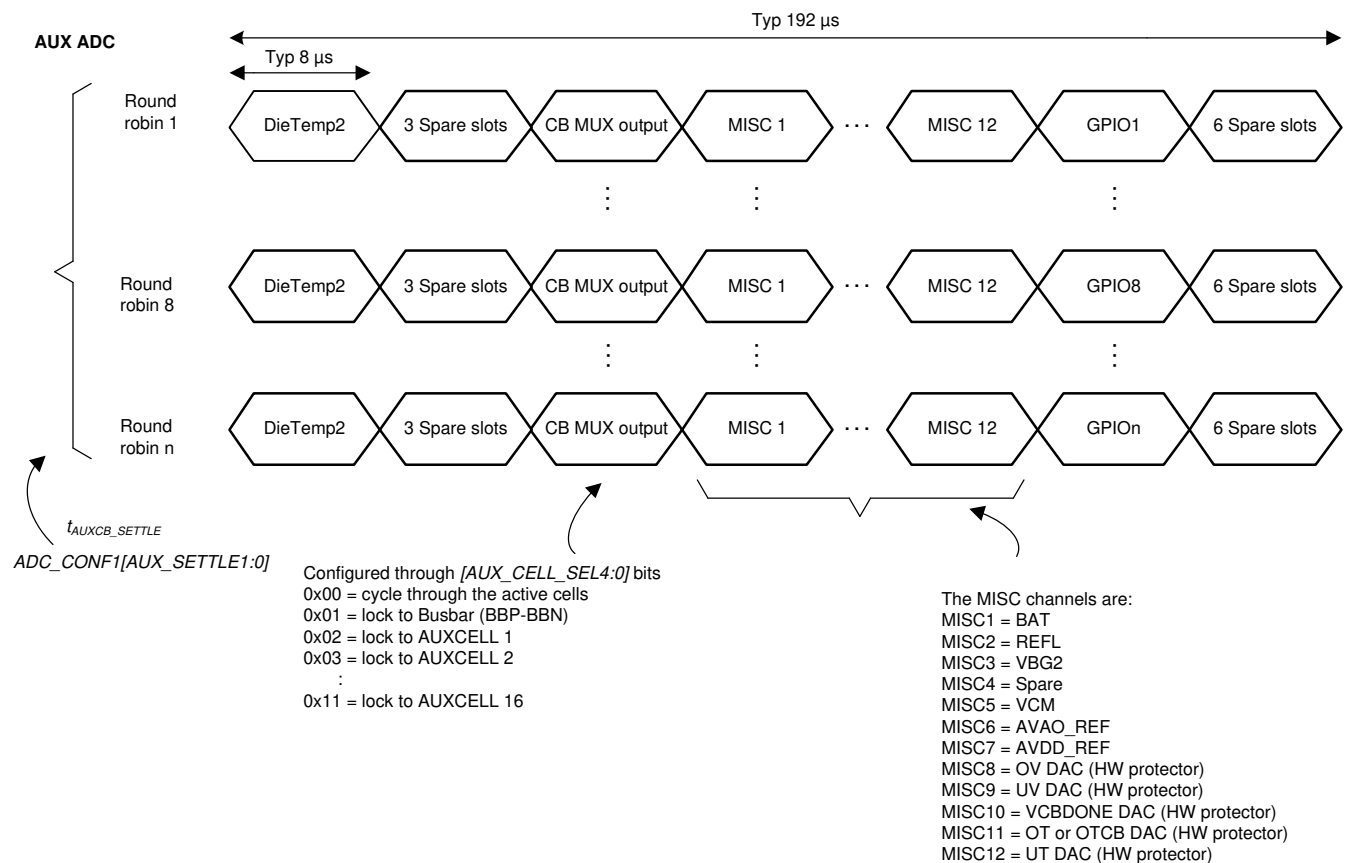 Typ 192 µs
AUX ADC
Typ 8 µs
Round
robin 1
DieTemp2
3 Spare slots
CB MUX output
MISC 1
...
MISC 12
GPIO1
6 Spare slots
⋮
⋮
⋮
Round
robin 8
DieTemp2
3 Spare slots
CB MUX output
MISC 1
...
MISC 12
GPIO8
6 Spare slots
⋮
⋮
⋮
Round
robin n
DieTemp2
3 Spare slots
CB MUX output
MISC 1
...
MISC 12
GPIOn
6 Spare slots
tAUXCB_SETTLE
ADC_CONF1[AUX_SETTLE1:0]
Configured through [AUX_CELL_SEL4:0] bits
0x00 = cycle through the active cells
0x01 = lock to Busbar (BBP-BBN)
0x02 = lock to AUXCELL 1
0x03 = lock to AUXCELL 2
:
0x11 = lock to AUXCELL 16
The MISC channels are:
MISC1 = BAT
MISC2 = REFL
MISC3 = VBG2
MISC4 = Spare
MISC5 = VCM
MISC6 = AVAO_REF
MISC7 = AVDD_REF
MISC8 = OV DAC (HW protector)
MISC9 = UV DAC (HW protector)
MISC10 = VCBDONE DAC (HW protector)
MISC11 = OT or OTCB DAC (HW protector)
MISC12 = UT DAC (HW protector)